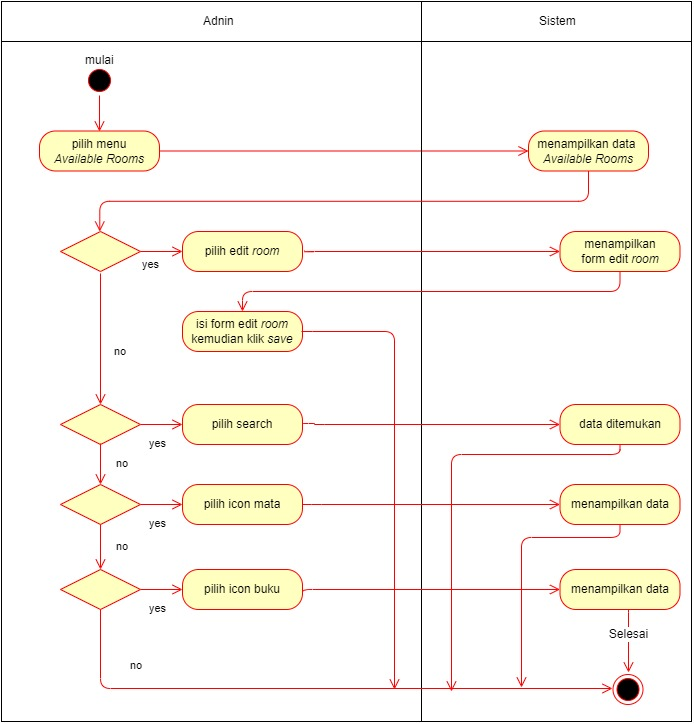 Adnin
Sistem
mulai
pilih menu
Available Rooms
menampilkan data
Available Rooms
yes
pilih edit room
menampilkan
form edit room
isi form edit room
kemudian klik save
no
pilih search
data ditemukan
yes
no
pilih icon mata
menampilkan data
yes
no
pilih icon buku
menampilkan data
yes
Selesai
no